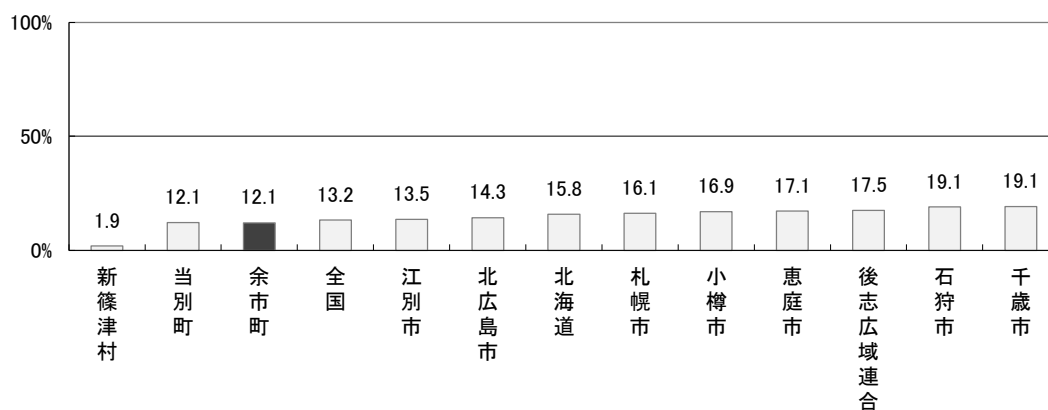 100%
50%
0%
1.9
12.1
12.1
13.2
13.5
14.3
15.8
16.1
16.9
17.1
17.5
19.1
19.1
新篠津村
当別町
余市町
全国
江別市
北広島市
北海道
札幌市
小樽市
恵庭市
後志広域連合
石狩市
千歳市